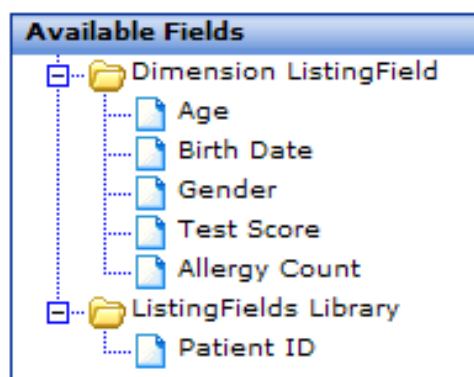 Available Fields
Dimension ListingField
Age
Birth Date
Gender
Test Score
Allergy Count
ListingFields Library
Patient ID